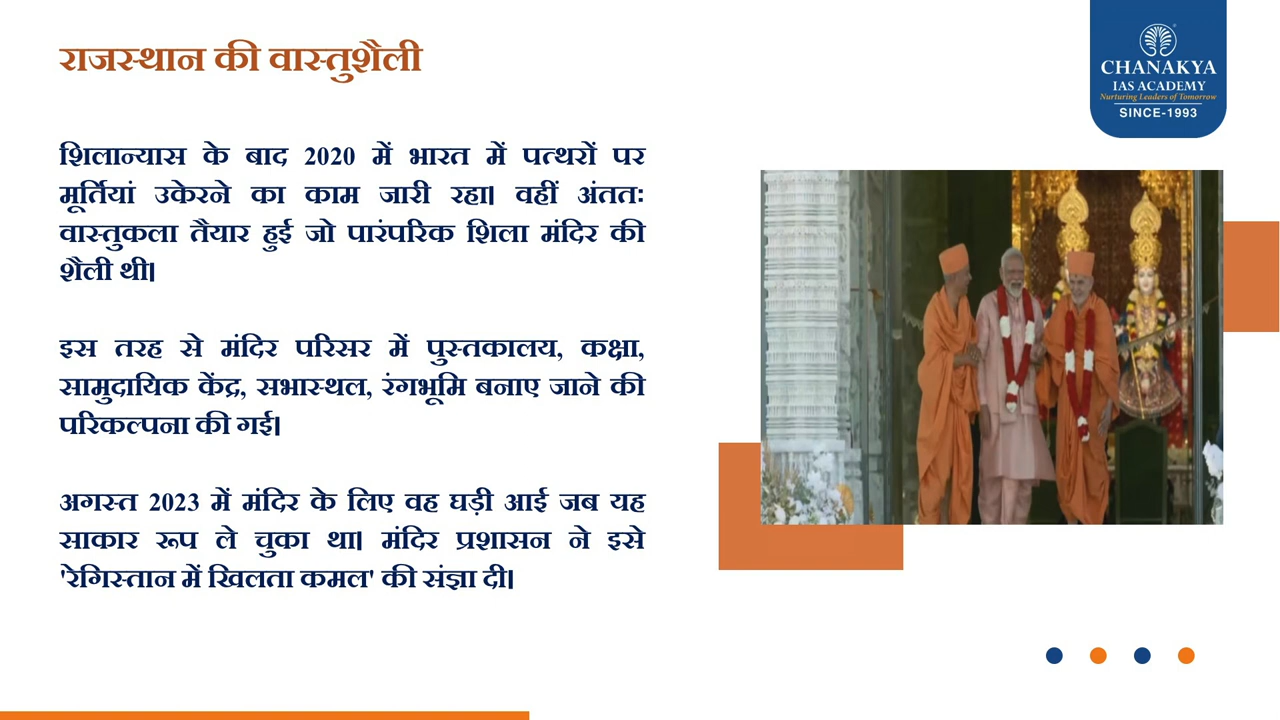 राजस्थान की वास्तुशैली
CHANAKYA
IAS ACADEMY
Nurturing Leaders of Tomorrow
SINCE-1993
शिलान्यास के बाद 2020 में भारत में पत्थरों पर
मूर्तियां उकेरने का काम जारी रहा। वहीं अंततः
वास्तुकला तैयार हुई जो पारंपरिक शिला मंदिर की
शैली थी।
इस तरह से मंदिर परिसर में पुस्तकालय, कक्षा,
सामुदायिक केंद्र, सभास्थल, रंगभूमि बनाए जाने की
परिकल्पना की गई।
अगस्त 2023 में मंदिर के लिए वह घड़ी आई जब यह
साकार रूप ले चुका था। मंदिर प्रशासन ने इसे
'रेगिस्तान में खिलता कमल' की संज्ञा दी।